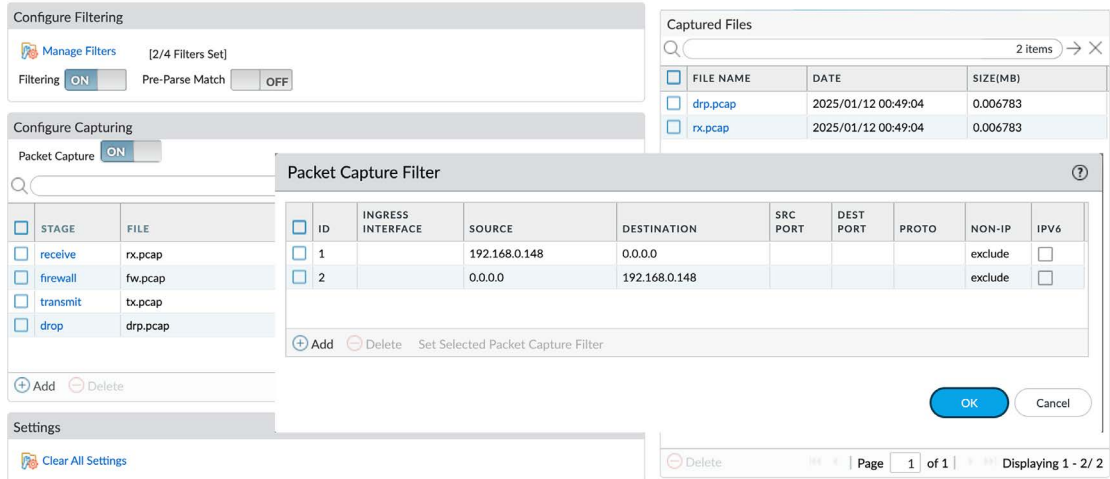 Configure Filtering
Manage Filters [2/4 Filters Set]
Filtering ON Pre-Parse Match OFF
Configure Capturing
Packet Capture ON
STAGE FILE
receive rx.pcap
firewall fw.pcap
transmit tx.pcap
drop drp.pcap
Add Delete
Settings
Clear All Settings
Captured Files
2 items
FILE NAME DATE SIZE(MB)
drp.pcap 2025/01/12 00:49:04 0.006783
rx.pcap 2025/01/12 00:49:04 0.006783
Packet Capture Filter ?
ID INGRESS INTERFACE SOURCE DESTINATION SRC PORT DEST PORT PROTO NON-IP IPV6
1 192.168.0.148 0.0.0.0 exclude
2 0.0.0.0 192.168.0.148 exclude
Add Delete Set Selected Packet Capture Filter
OK Cancel
Delete Page 1 of 1 Displaying 1 - 2/ 2